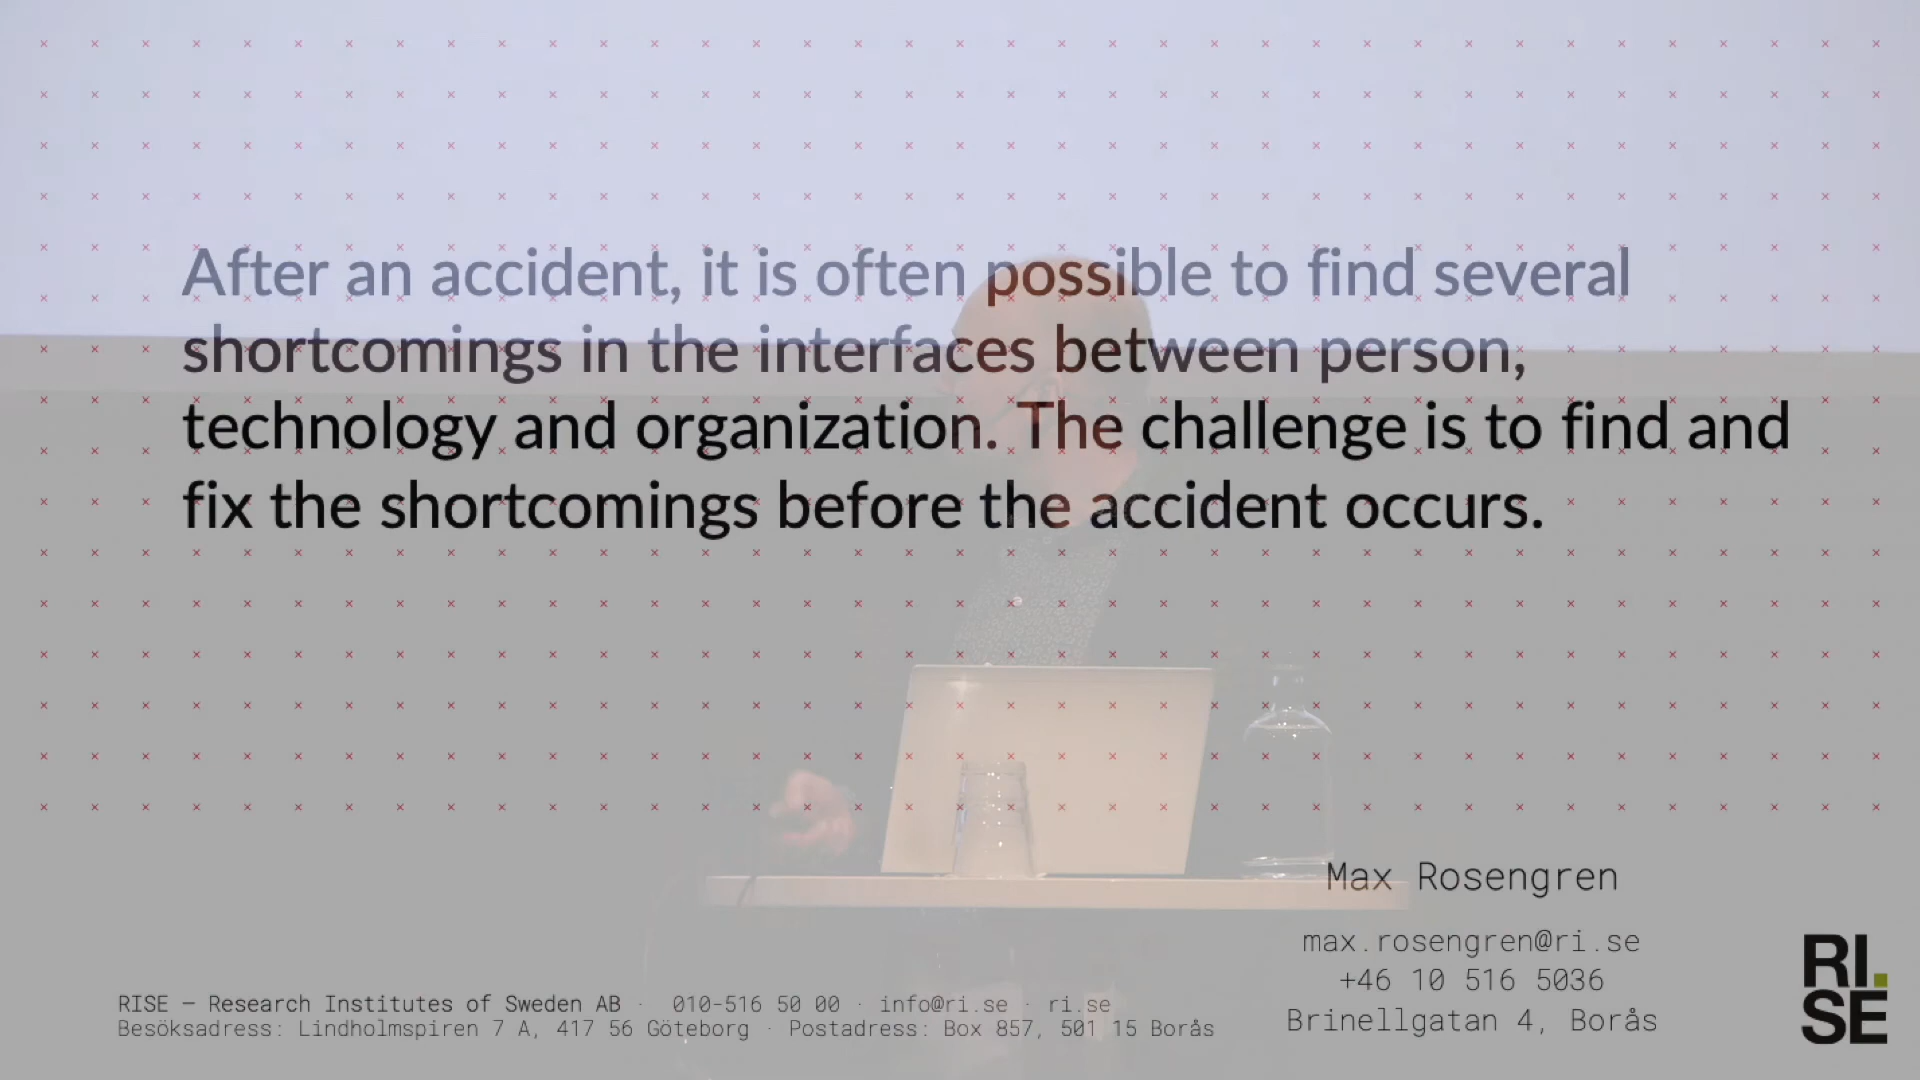 After an accident, it is often possible to find several
shortcomings in the interfaces between person,
technology and organization. The challenge is to find and
fix the shortcomings before the accident occurs.
Max Rosengren
max.rosengren@ri.se
+46 10 516 5036
Brinellgatan 4, Borås
RISE — Research Institutes of Sweden AB · 010-516 50 00 · info@ri.se · ri.se
Besöksadress: Lindholmspiren 7 A, 417 56 Göteborg · Postadress: Box 857, 501 15 Borås
RI.
SE